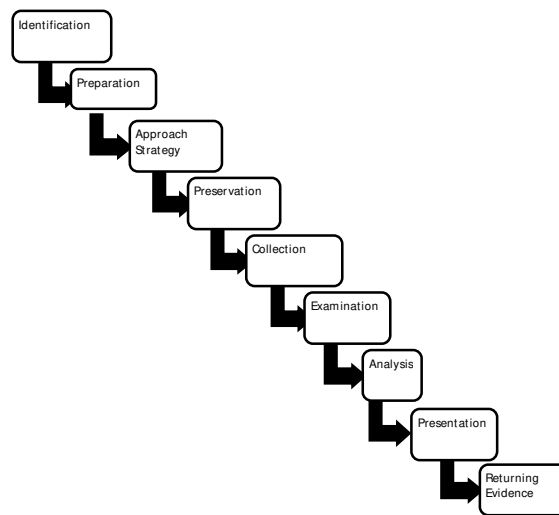 Identification
Preparation
Approach
Strategy
Preservation
Collection
Examination
Analysis
Presentation
Returning
Evidence